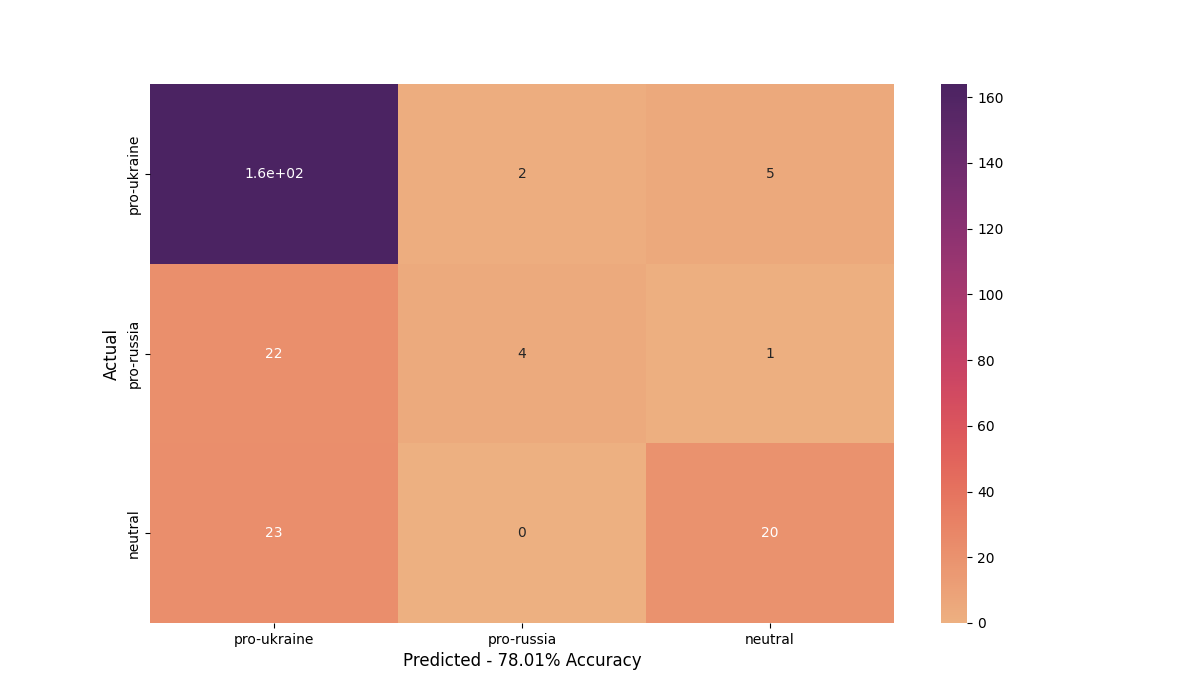 1.6e+02 2 5
22 4 1
23 0 20
pro-ukraine
pro-russia
neutral
Actual
pro-ukraine pro-russia neutral
Predicted - 78.01% Accuracy
160
140
120
100
80
60
40
20
0